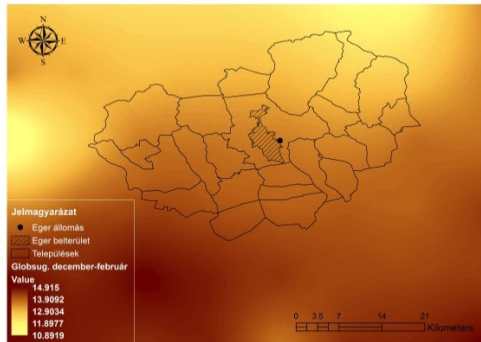 N
W E
S
Jelmagyarázat
Eger állomás
Eger belterület
Települések
Globsug. december-február
Value
14.915
13.9092
12.9034
11.8977
10.8919
0 3.5 7 14 21
Kilometers